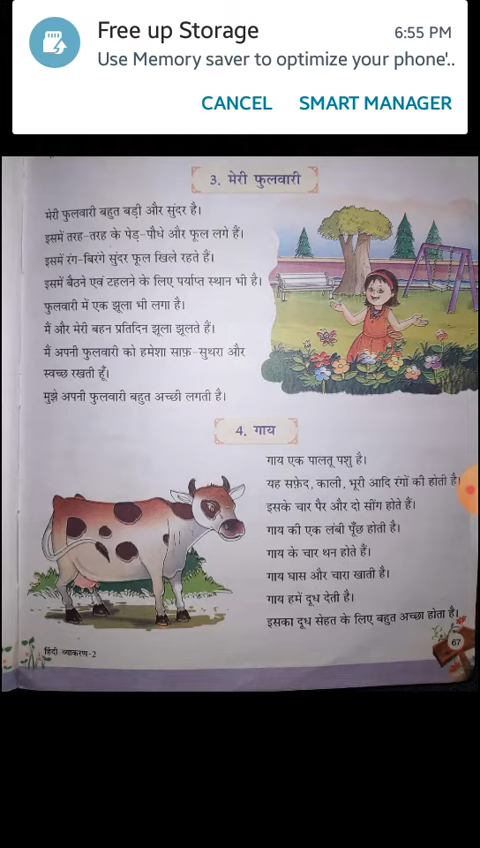 Free up Storage
6:55 PM
Use Memory saver to optimize your phone'..
CANCEL SMART MANAGER
3. मेरी फुलवारी
मेरी फुलवारी बहुत बड़ी और सुंदर है।
इसमें तरह-तरह के पेड़-पौधे और फूल लगे हैं।
इसमें रंग-बिरंगे सुंदर फूल खिले रहते हैं।
इसमें बैठने एवं टहलने के लिए पर्याप्त स्थान भी है।
फुलवारी में एक झूला भी लगा है।
मैं और मेरी बहन प्रतिदिन झूला झूलते हैं।
मैं अपनी फुलवारी को हमेशा साफ़-सुथरा और
स्वच्छ रखती हूँ।
मुझे अपनी फुलवारी बहुत अच्छी लगती है।
4. गाय
गाय एक पालतू पशु है।
यह सफ़ेद, काली, भूरी आदि रंगों की होती है।
इसके चार पैर और दो सींग होते हैं।
गाय की एक लंबी पूँछ होती है।
गाय के चार थन होते हैं।
गाय घास और चारा खाती है।
गाय हमें दूध देती है।
इसका दूध सेहत के लिए बहुत अच्छा होता है।
हिंदी व्याकरण-2
67